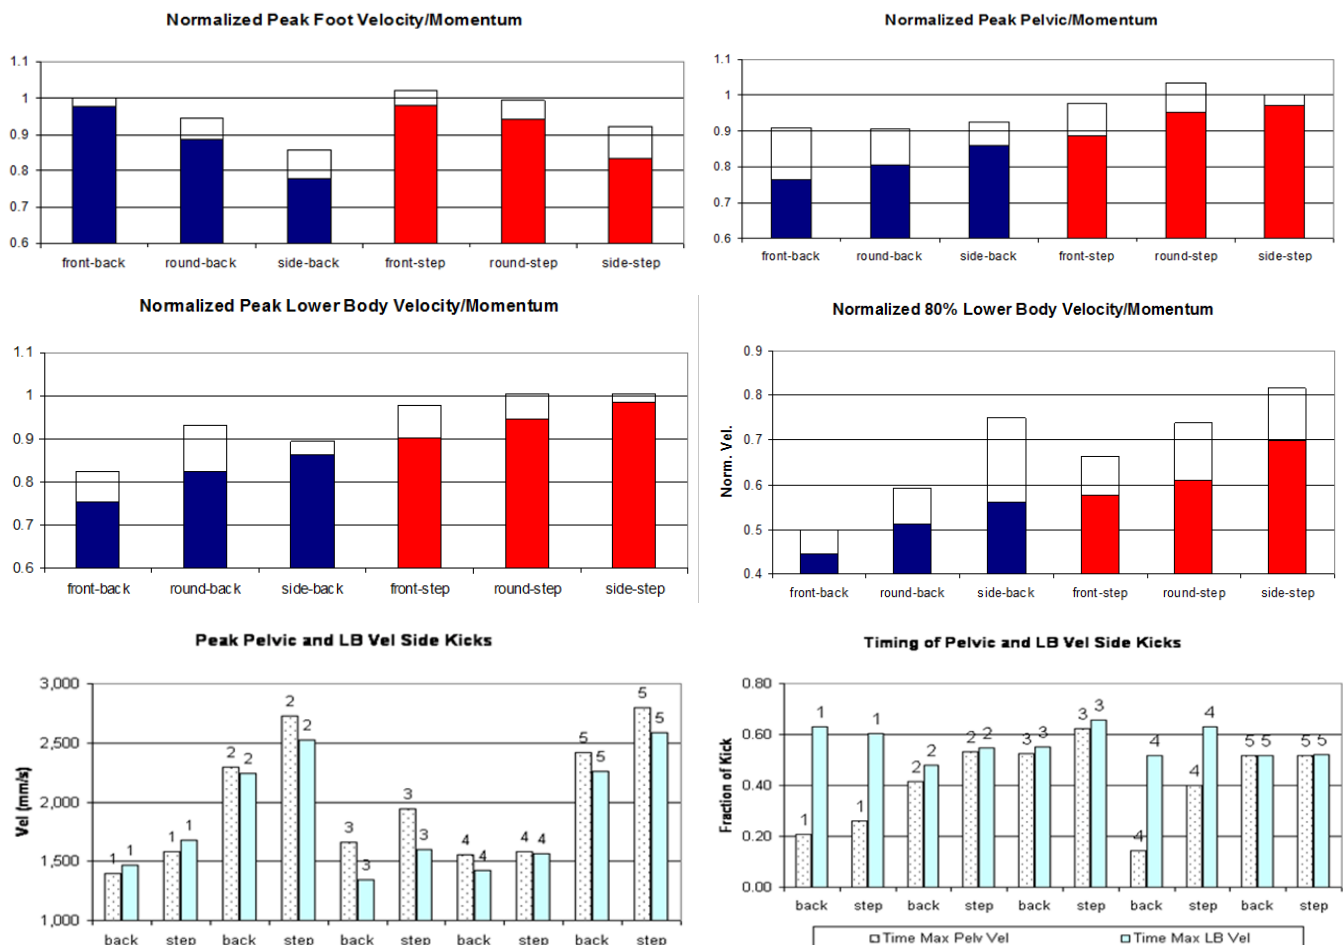 Normalized Peak Foot Velocity/Momentum
1.1
1
0.9
0.8
0.7
0.6
front-back round-back side-back front-step round-step side-step
Normalized Peak Pelvic/Momentum
1.1
1
0.9
0.8
0.7
0.6
front-back round-back side-back front-step round-step side-step
Normalized Peak Lower Body Velocity/Momentum
1.1
1
0.9
0.8
0.7
0.6
front-back round-back side-back front-step round-step side-step
Normalized 80% Lower Body Velocity/Momentum
Norm. Vel.
0.9
0.8
0.7
0.6
0.5
0.4
front-back round-back side-back front-step round-step side-step
Peak Pelvic and LB Vel Side Kicks
Vel (mm/s)
3,000
2,500
2,000
1,500
1,000
1 1 1 1 2 2 2 2 3 3 3 3 4 4 4 4 5 5 5 5
back step back step back step back step back step
Timing of Pelvic and LB Vel Side Kicks
Fraction of Kick
0.80
0.60
0.40
0.20
0.00
1 1 1 1 2 2 2 2 3 3 3 3 4 4 4 4 5 5 5 5
back step back step back step back step back step
Time Max Pelv Vel Time Max LB Vel